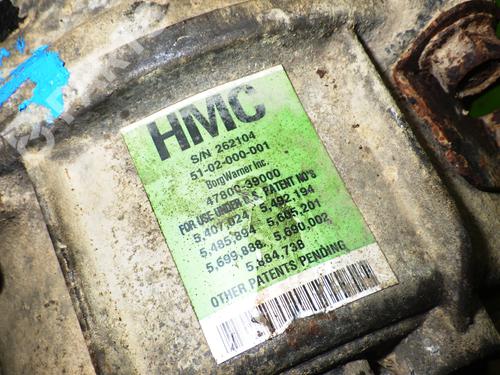 HMC
S/N 262104
51-02-000-001
BorgWarner Inc.
47800-39000
FOR USE UNDER U.S. PATENT NO'S
5,407,024 5,492,194
5,485,894 5,605,201
5,699,888 5,690,002
5,884,738
OTHER PATENTS PENDING